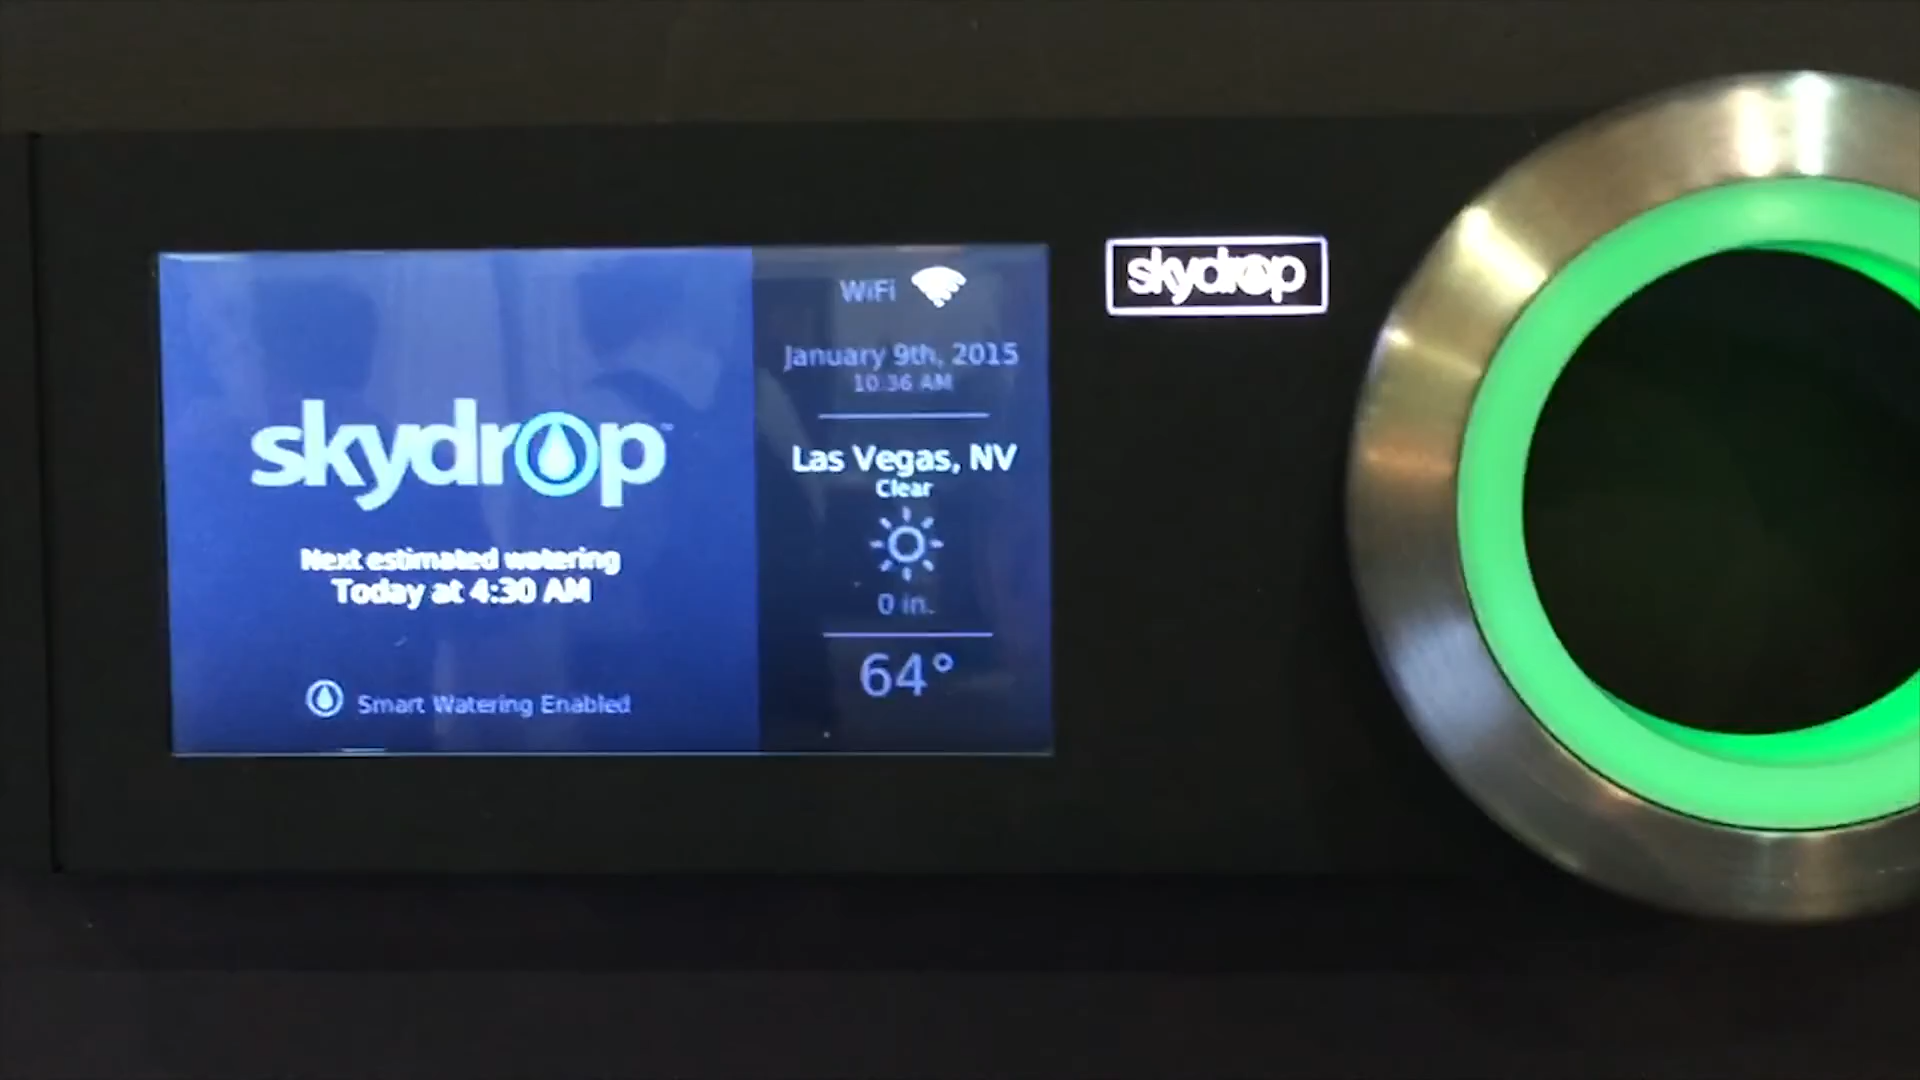 skydrop™
Next estimated watering
Today at 4:30 AM
Smart Watering Enabled
WiFi
January 9th, 2015
10:36 AM
Las Vegas, NV
Clear
0 in.
64°
skydrop